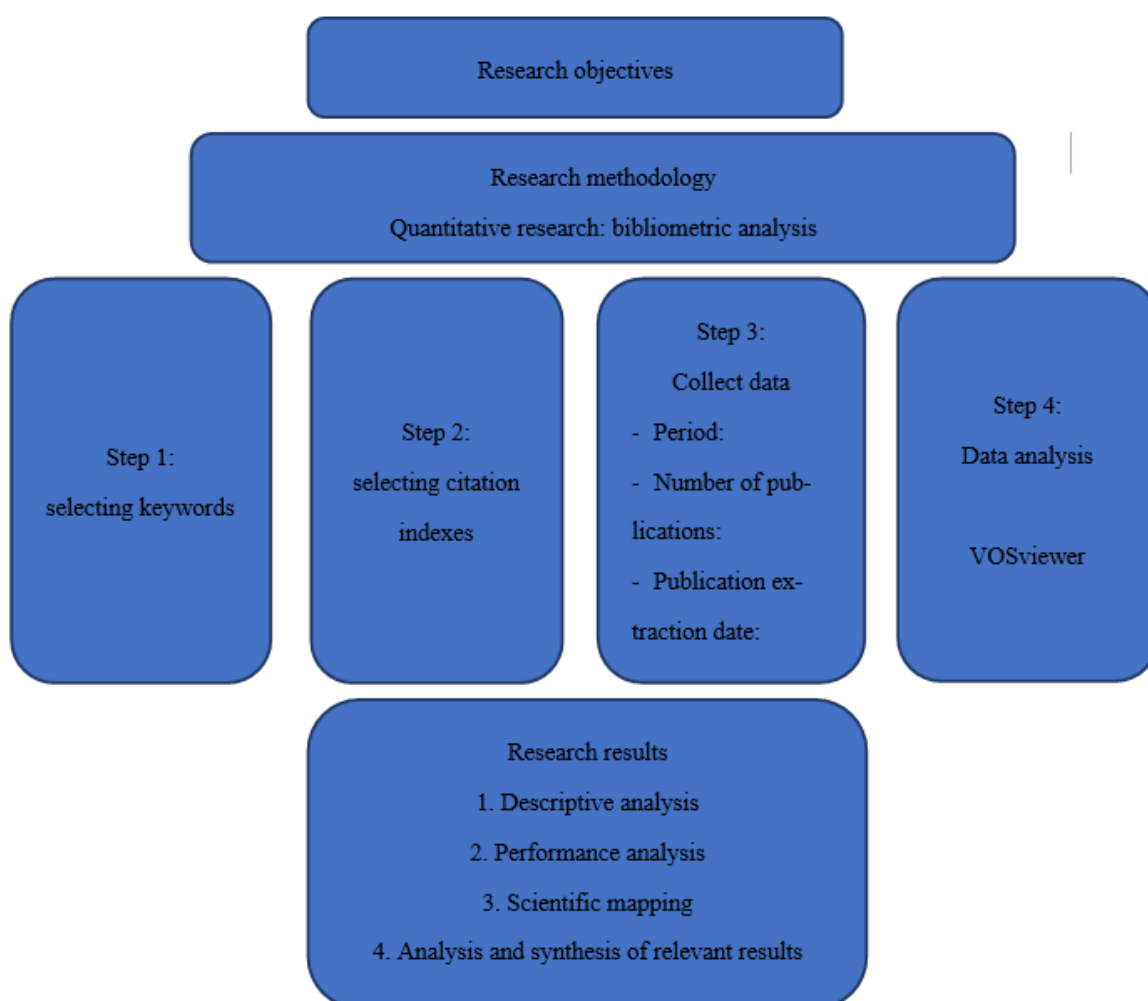 Research objectives
Research methodology
Quantitative research: bibliometric analysis
Step 1:
selecting keywords
Step 2:
selecting citation
indexes
Step 3:
Collect data
- Period:
- Number of pub-
lications:
- Publication ex-
traction date:
Step 4:
Data analysis
VOSviewer
Research results
1. Descriptive analysis
2. Performance analysis
3. Scientific mapping
4. Analysis and synthesis of relevant results